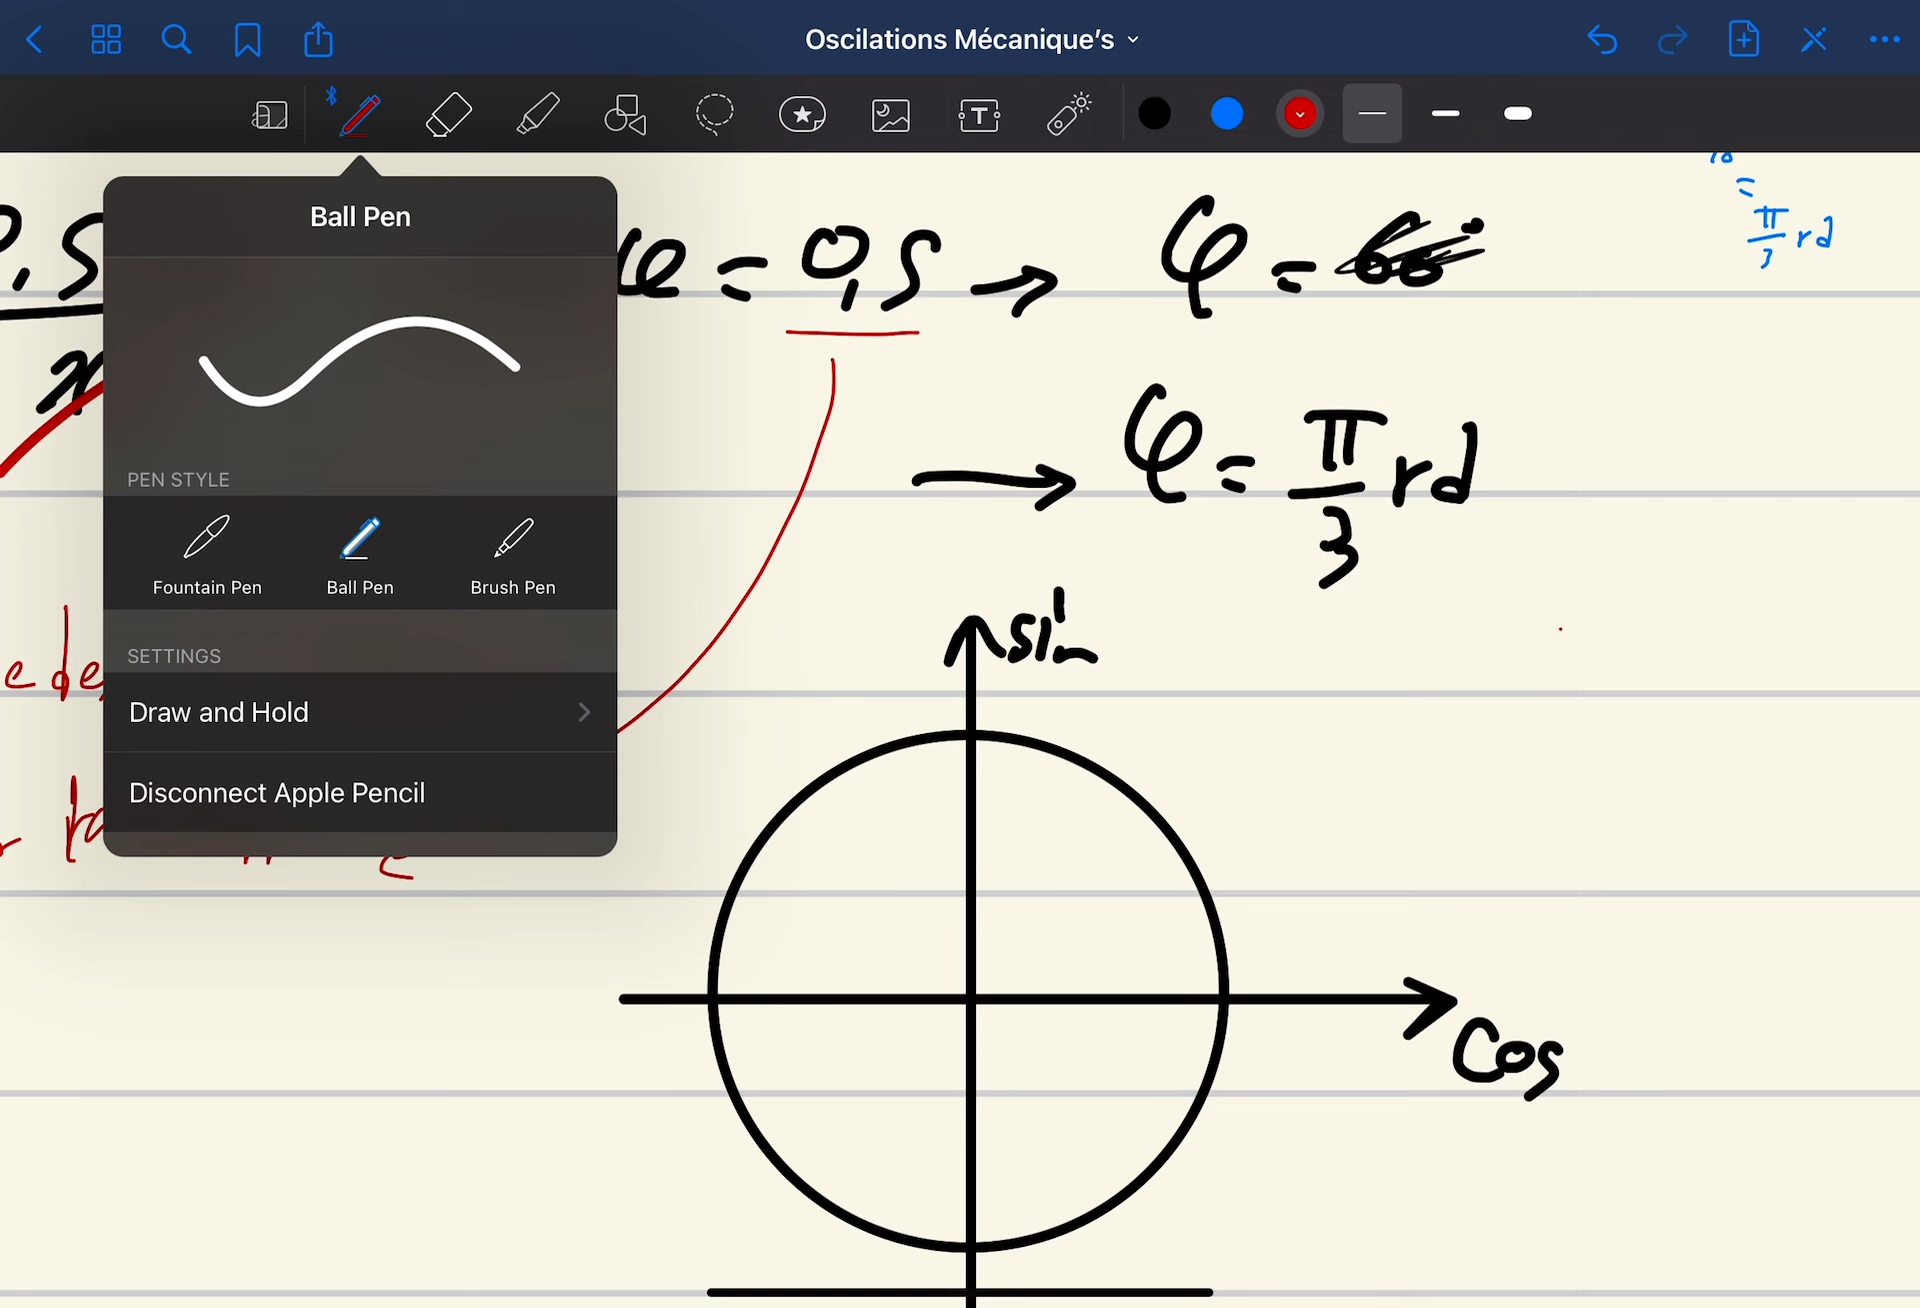 Oscilations Mécanique's
Ball Pen
PEN STYLE
Fountain Pen
Ball Pen
Brush Pen
SETTINGS
Draw and Hold
Disconnect Apple Pencil
= 0,5 → φ =
→ φ = π/3 rd
= π/3 rd
sin
cos